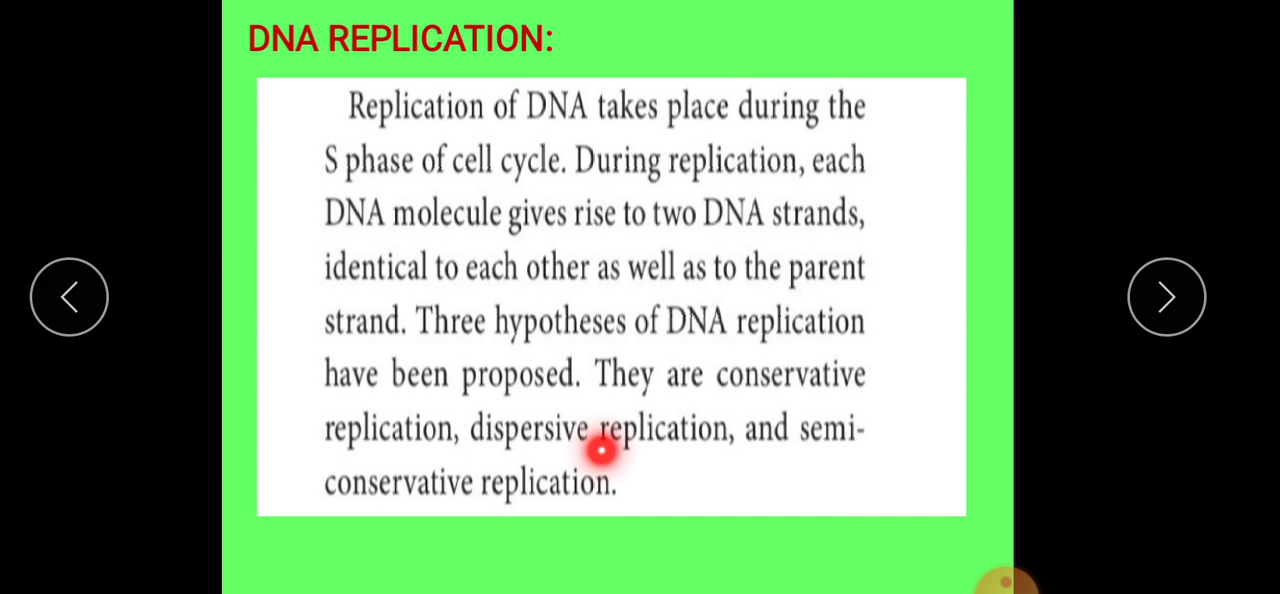 DNA REPLICATION:
Replication of DNA takes place during the
S phase of cell cycle. During replication, each
DNA molecule gives rise to two DNA strands,
identical to each other as well as to the parent
strand. Three hypotheses of DNA replication
have been proposed. They are conservative
replication, dispersive replication, and semi-
conservative replication.